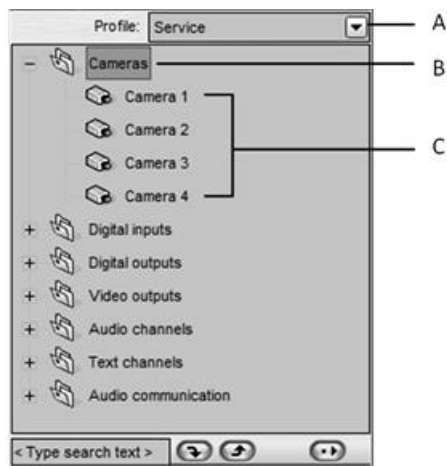 Profile: Service A
Cameras B
Camera 1
Camera 2
C
Camera 3
Camera 4
Digital inputs
Digital outputs
Video outputs
Audio channels
Text channels
Audio communication
< Type search text >